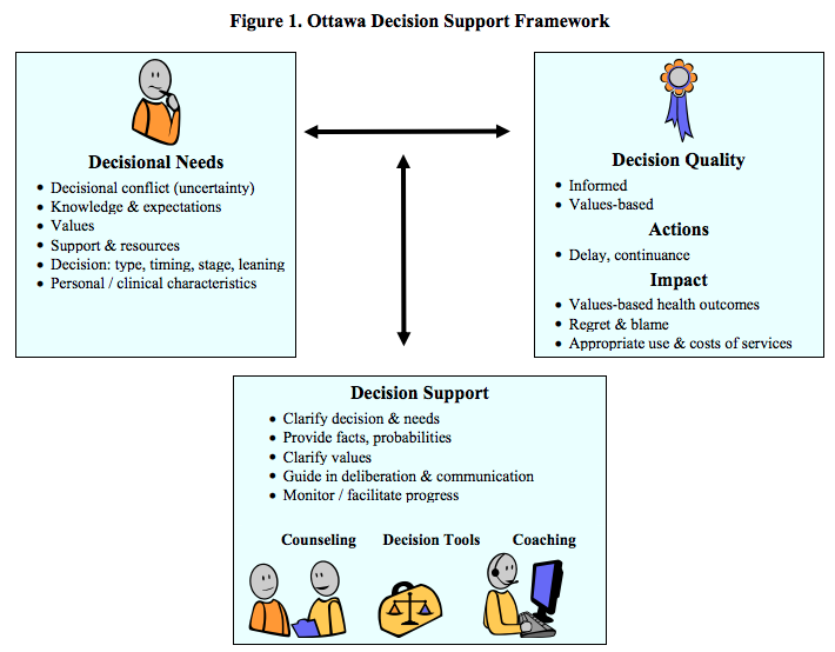 Figure 1. Ottawa Decision Support Framework
Decisional Needs
• Decisional conflict (uncertainty)
• Knowledge & expectations
• Values
• Support & resources
• Decision: type, timing, stage, leaning
• Personal / clinical characteristics
Decision Quality
• Informed
• Values-based
Actions
• Delay, continuance
Impact
• Values-based health outcomes
• Regret & blame
• Appropriate use & costs of services
Decision Support
• Clarify decision & needs
• Provide facts, probabilities
• Clarify values
• Guide in deliberation & communication
• Monitor / facilitate progress
Counseling Decision Tools Coaching